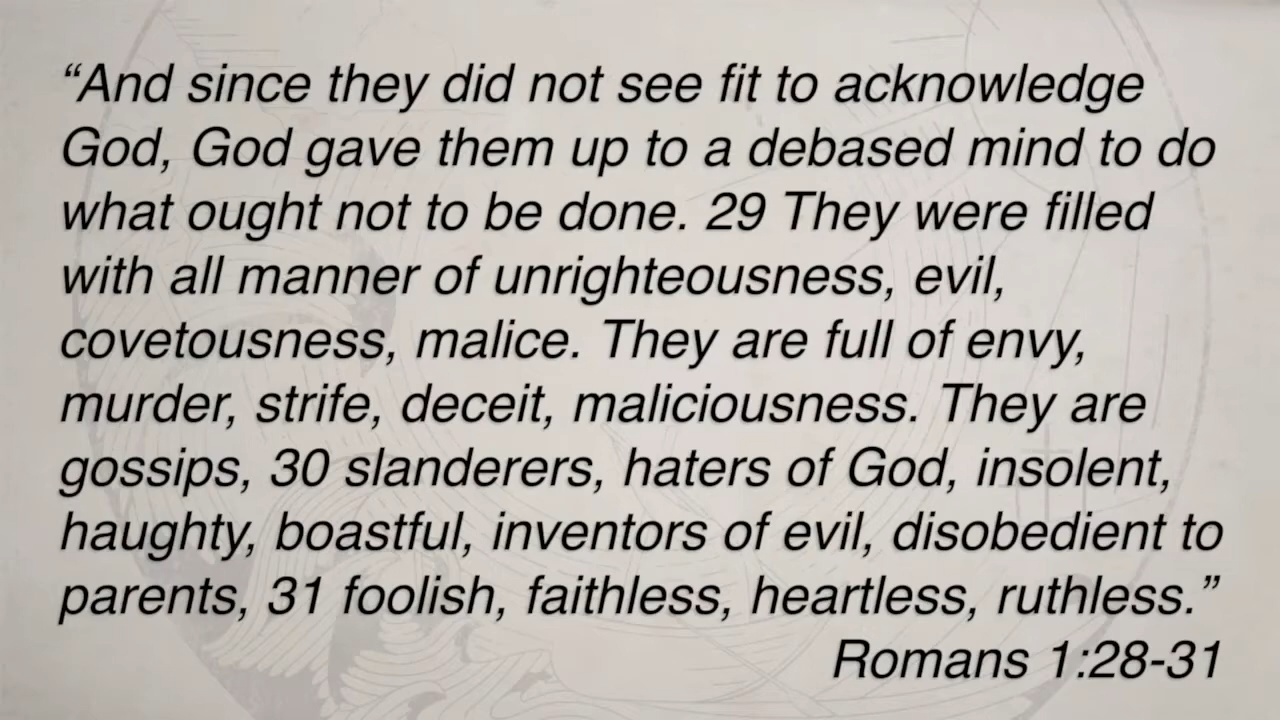 “And since they did not see fit to acknowledge
God, God gave them up to a debased mind to do
what ought not to be done. 29 They were filled
with all manner of unrighteousness, evil,
covetousness, malice. They are full of envy,
murder, strife, deceit, maliciousness. They are
gossips, 30 slanderers, haters of God, insolent,
haughty, boastful, inventors of evil, disobedient to
parents, 31 foolish, faithless, heartless, ruthless.”
Romans 1:28-31